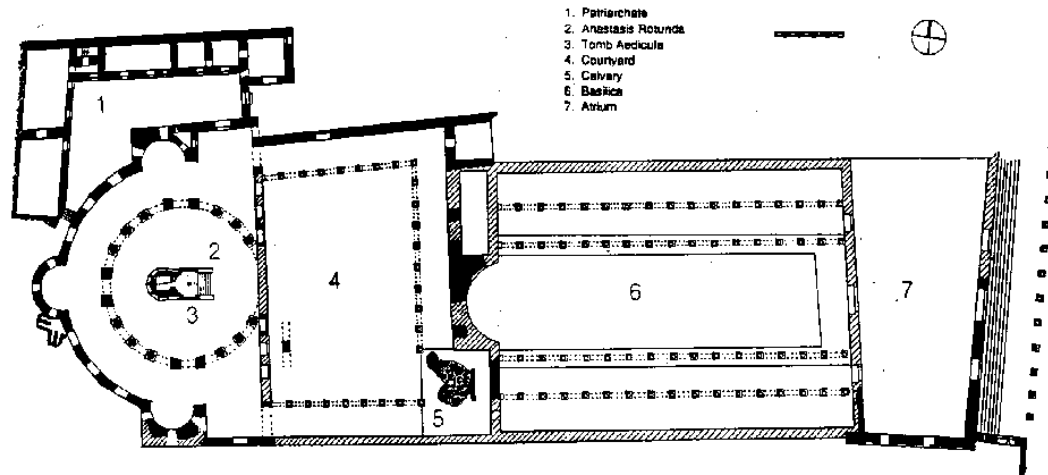 1. Patriarchate
2. Anastasis Rotunda
3. Tomb Aedicula
4. Courtyard
5. Calvary
6. Basilica
7. Atrium
1
2
3
4
5
6
7